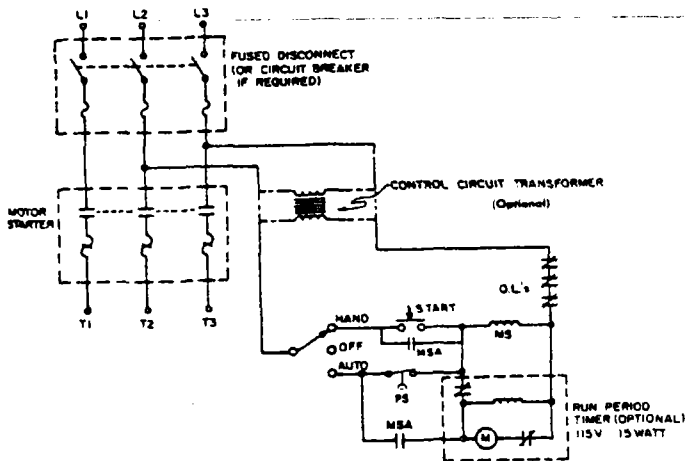 L1 L2 L3
FUSED DISCONNECT
(OR CIRCUIT BREAKER
IF REQUIRED)
CONTROL CIRCUIT TRANSFORMER
(Optional)
MOTOR
STARTER
O.L's
T1 T2 T3
HAND
START
MSA
MS
OFF
AUTO
PS
MSA
M
RUN PERIOD
TIMER (OPTIONAL)
115V 15 WATT